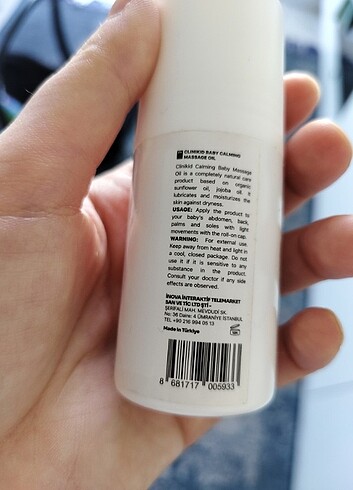 CLINIKID BABY CALMING
MASSAGE OIL
Clinikid Calming Baby Massage
Oil is a completely natural care
product based on organic
sunflower oil, jojoba oil. It
lubricates and moisturizes the
skin against dryness.
USAGE: Apply the product to
your baby's abdomen, back,
palms and soles with light
movements with the roll-on cap.
WARNING: For external use.
Keep away from heat and light in
a cool, closed package. Do not
use it if it is sensitive to any
substance in the product.
Consult your doctor if any side
effects are observed.
İNOVA İNTERAKTİF TELEMARKET
SAN VE TİC LTD ŞTİ -
ŞERİFALİ MAH. MEVDUDİ SK.
No: 36 Daire: 4 ÜMRANİYE İSTANBUL
TEL +90 216 994 05 13
Made in Türkiye
8 681717 005933